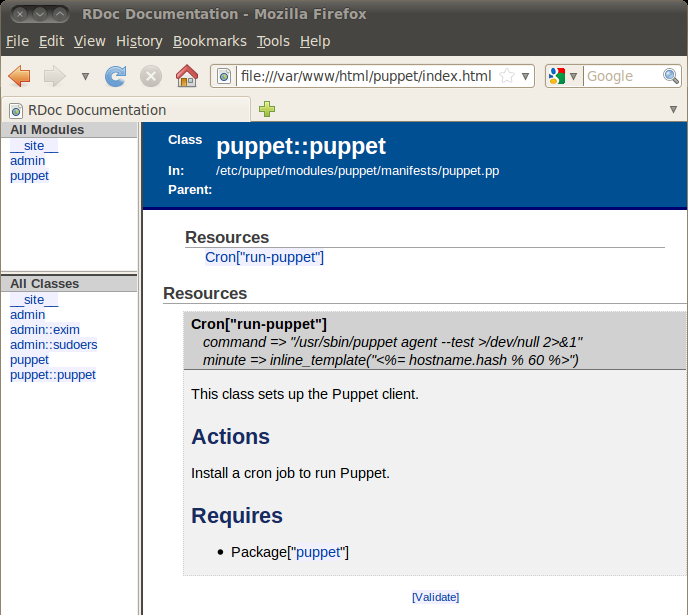 RDoc Documentation - Mozilla Firefox
File Edit View History Bookmarks Tools Help
file:///var/www/html/puppet/index.html
Google
RDoc Documentation
All Modules
__site__
admin
puppet
All Classes
__site__
admin
admin::exim
admin::sudoers
puppet
puppet::puppet
Class puppet::puppet
In: /etc/puppet/modules/puppet/manifests/puppet.pp
Parent:
Resources
Cron["run-puppet"]
Resources
Cron["run-puppet"]
command => "/usr/sbin/puppet agent --test >/dev/null 2>&1"
minute => inline_template("<%= hostname.hash % 60 %>")
This class sets up the Puppet client.
Actions
Install a cron job to run Puppet.
Requires
• Package["puppet"]
[Validate]